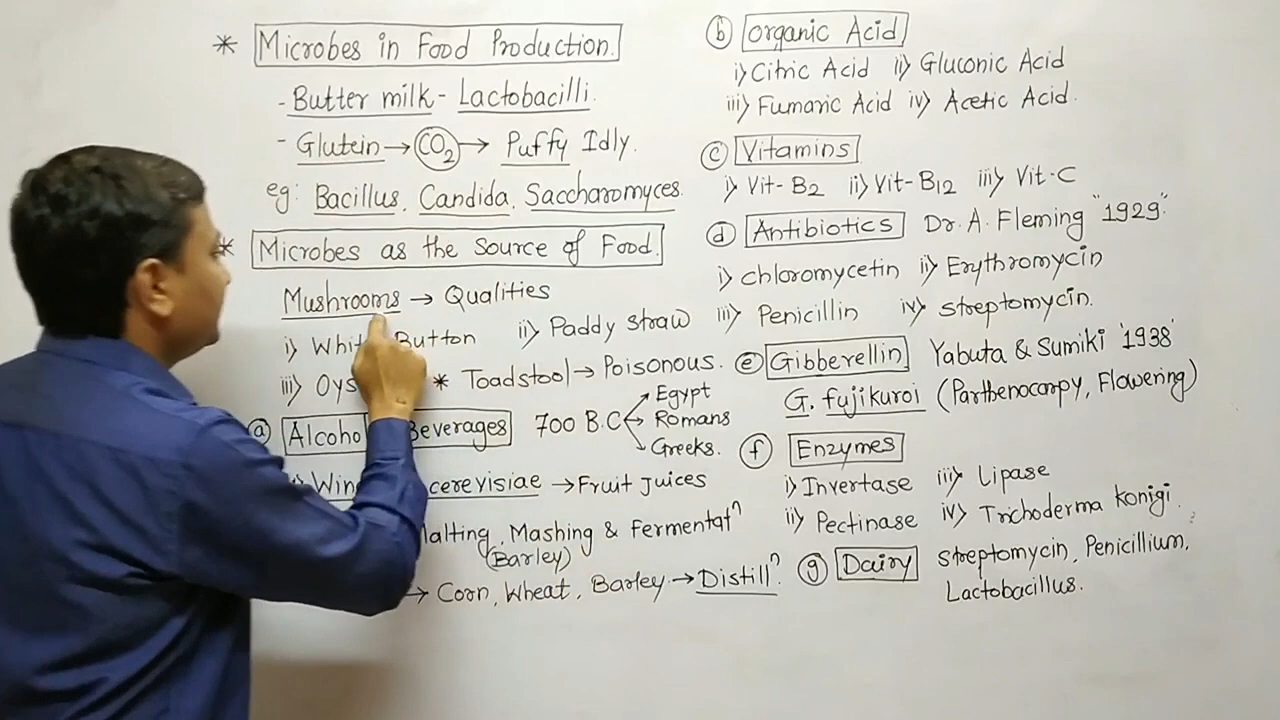 * Microbes in Food Production.
- Butter milk - Lactobacilli.
- Glutein → CO2 → Puffy Idly.
eg: Bacillus, Candida, Saccharomyces.
* Microbes as the Source of Food.
Mushrooms → Qualities
i) Button ii) Paddy straw
iii) * Toadstool → Poisonous.
ⓐ Beverages 700 B.C
Egypt
Romans
Greeks.
cerevisiae → Fruit Juices
Mashing & Fermentatⁿ
(Barley)
→ Corn, Wheat, Barley → Distillⁿ.
ⓑ organic Acid
i) Citric Acid ii) Gluconic Acid
iii) Fumaric Acid iv) Acetic Acid.
ⓒ Vitamins
i) Vit-B2 ii) Vit-B12 iii) Vit-C
ⓓ Antibiotics Dr. A. Fleming "1929".
i) chloromycetin ii) Erythromycin
iii) Penicillin iv) streptomycin.
ⓔ Gibberellin Yabuta & Sumiki '1938'
G. fujikuroi (Parthenocarpy, Flowering)
ⓕ Enzymes
i) Invertase iii) Lipase
ii) Pectinase iv) Trichoderma Konigi.
ⓖ Dairy streptomycin, Penicillium,
Lactobacillus.